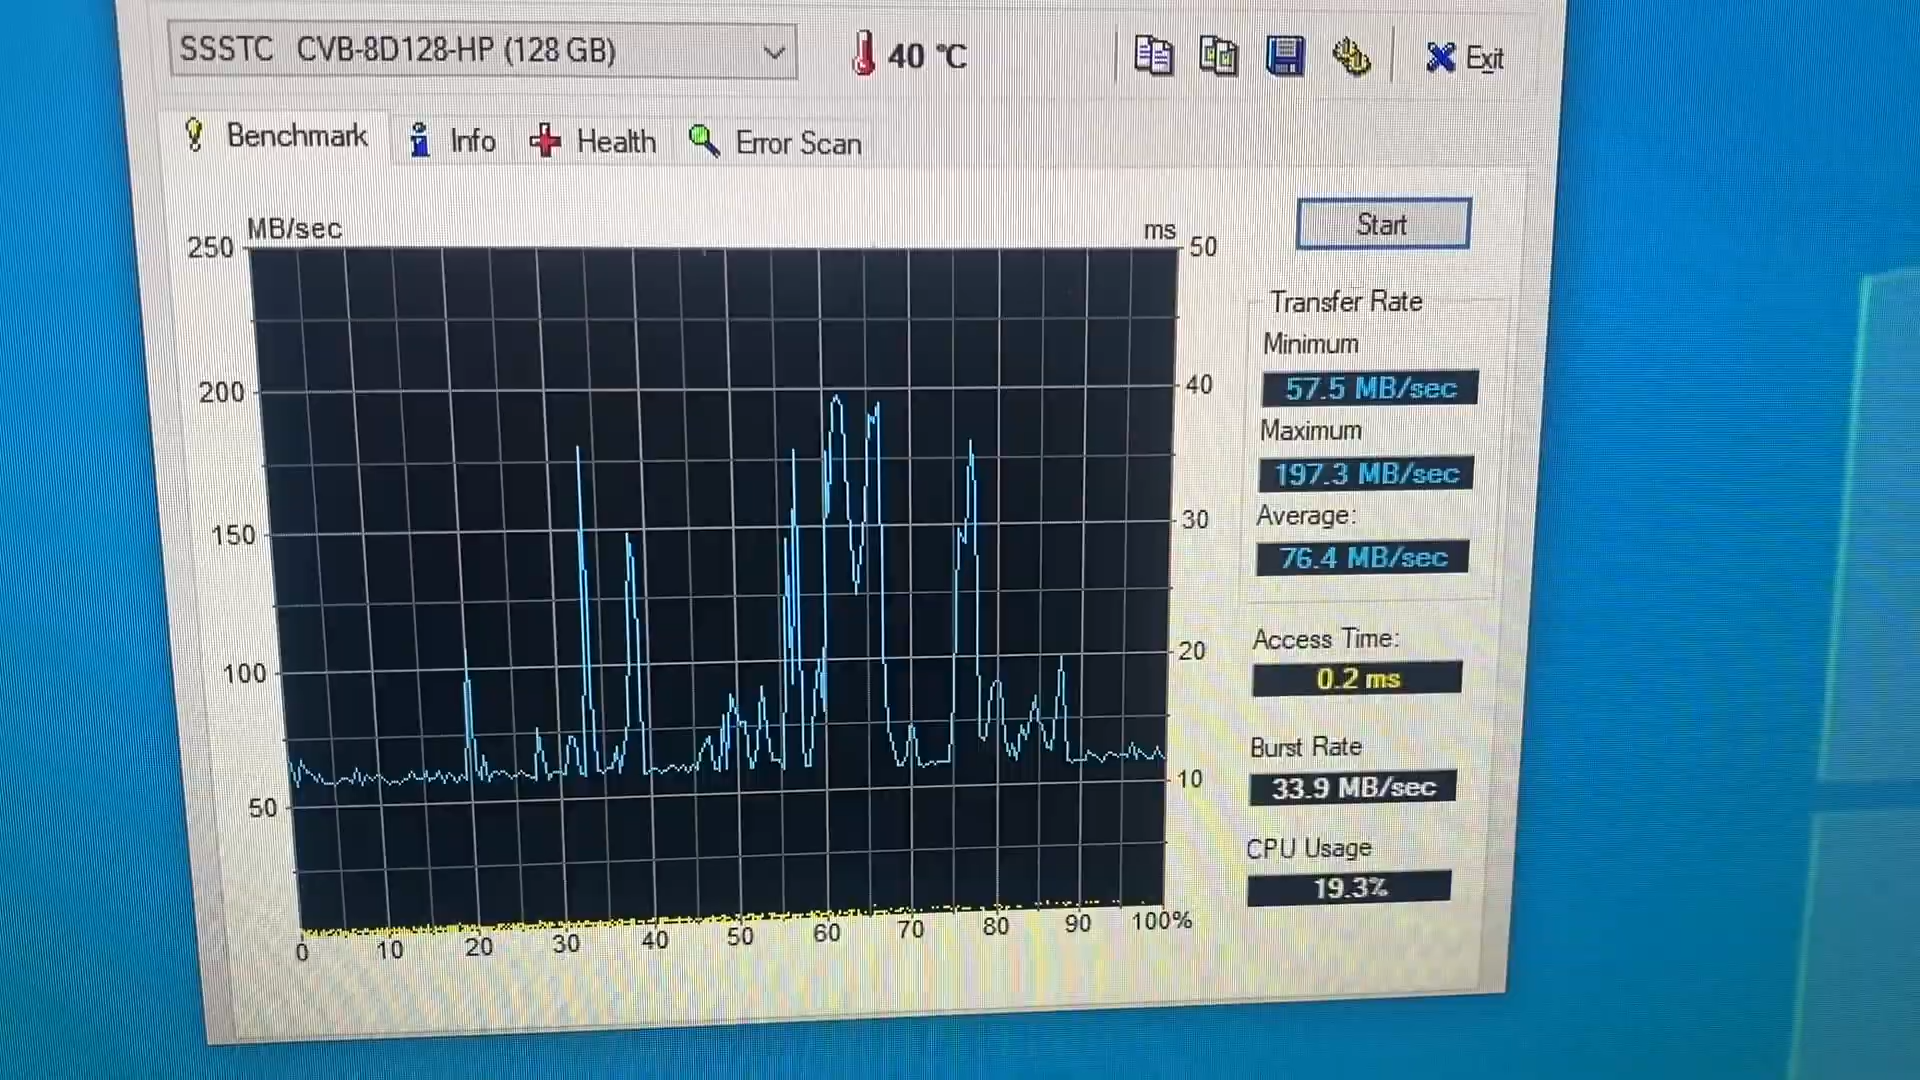 SSSTC CVB-8D128-HP (128 GB)
40 °C
Exit
Benchmark
Info
Health
Error Scan
Start
MB/sec
ms
250
200
150
100
50
50
40
30
20
10
0
10
20
30
40
50
60
70
80
90
100%
Transfer Rate
Minimum
57.5 MB/sec
Maximum
197.3 MB/sec
Average:
76.4 MB/sec
Access Time:
0.2 ms
Burst Rate
33.9 MB/sec
CPU Usage
19.3%